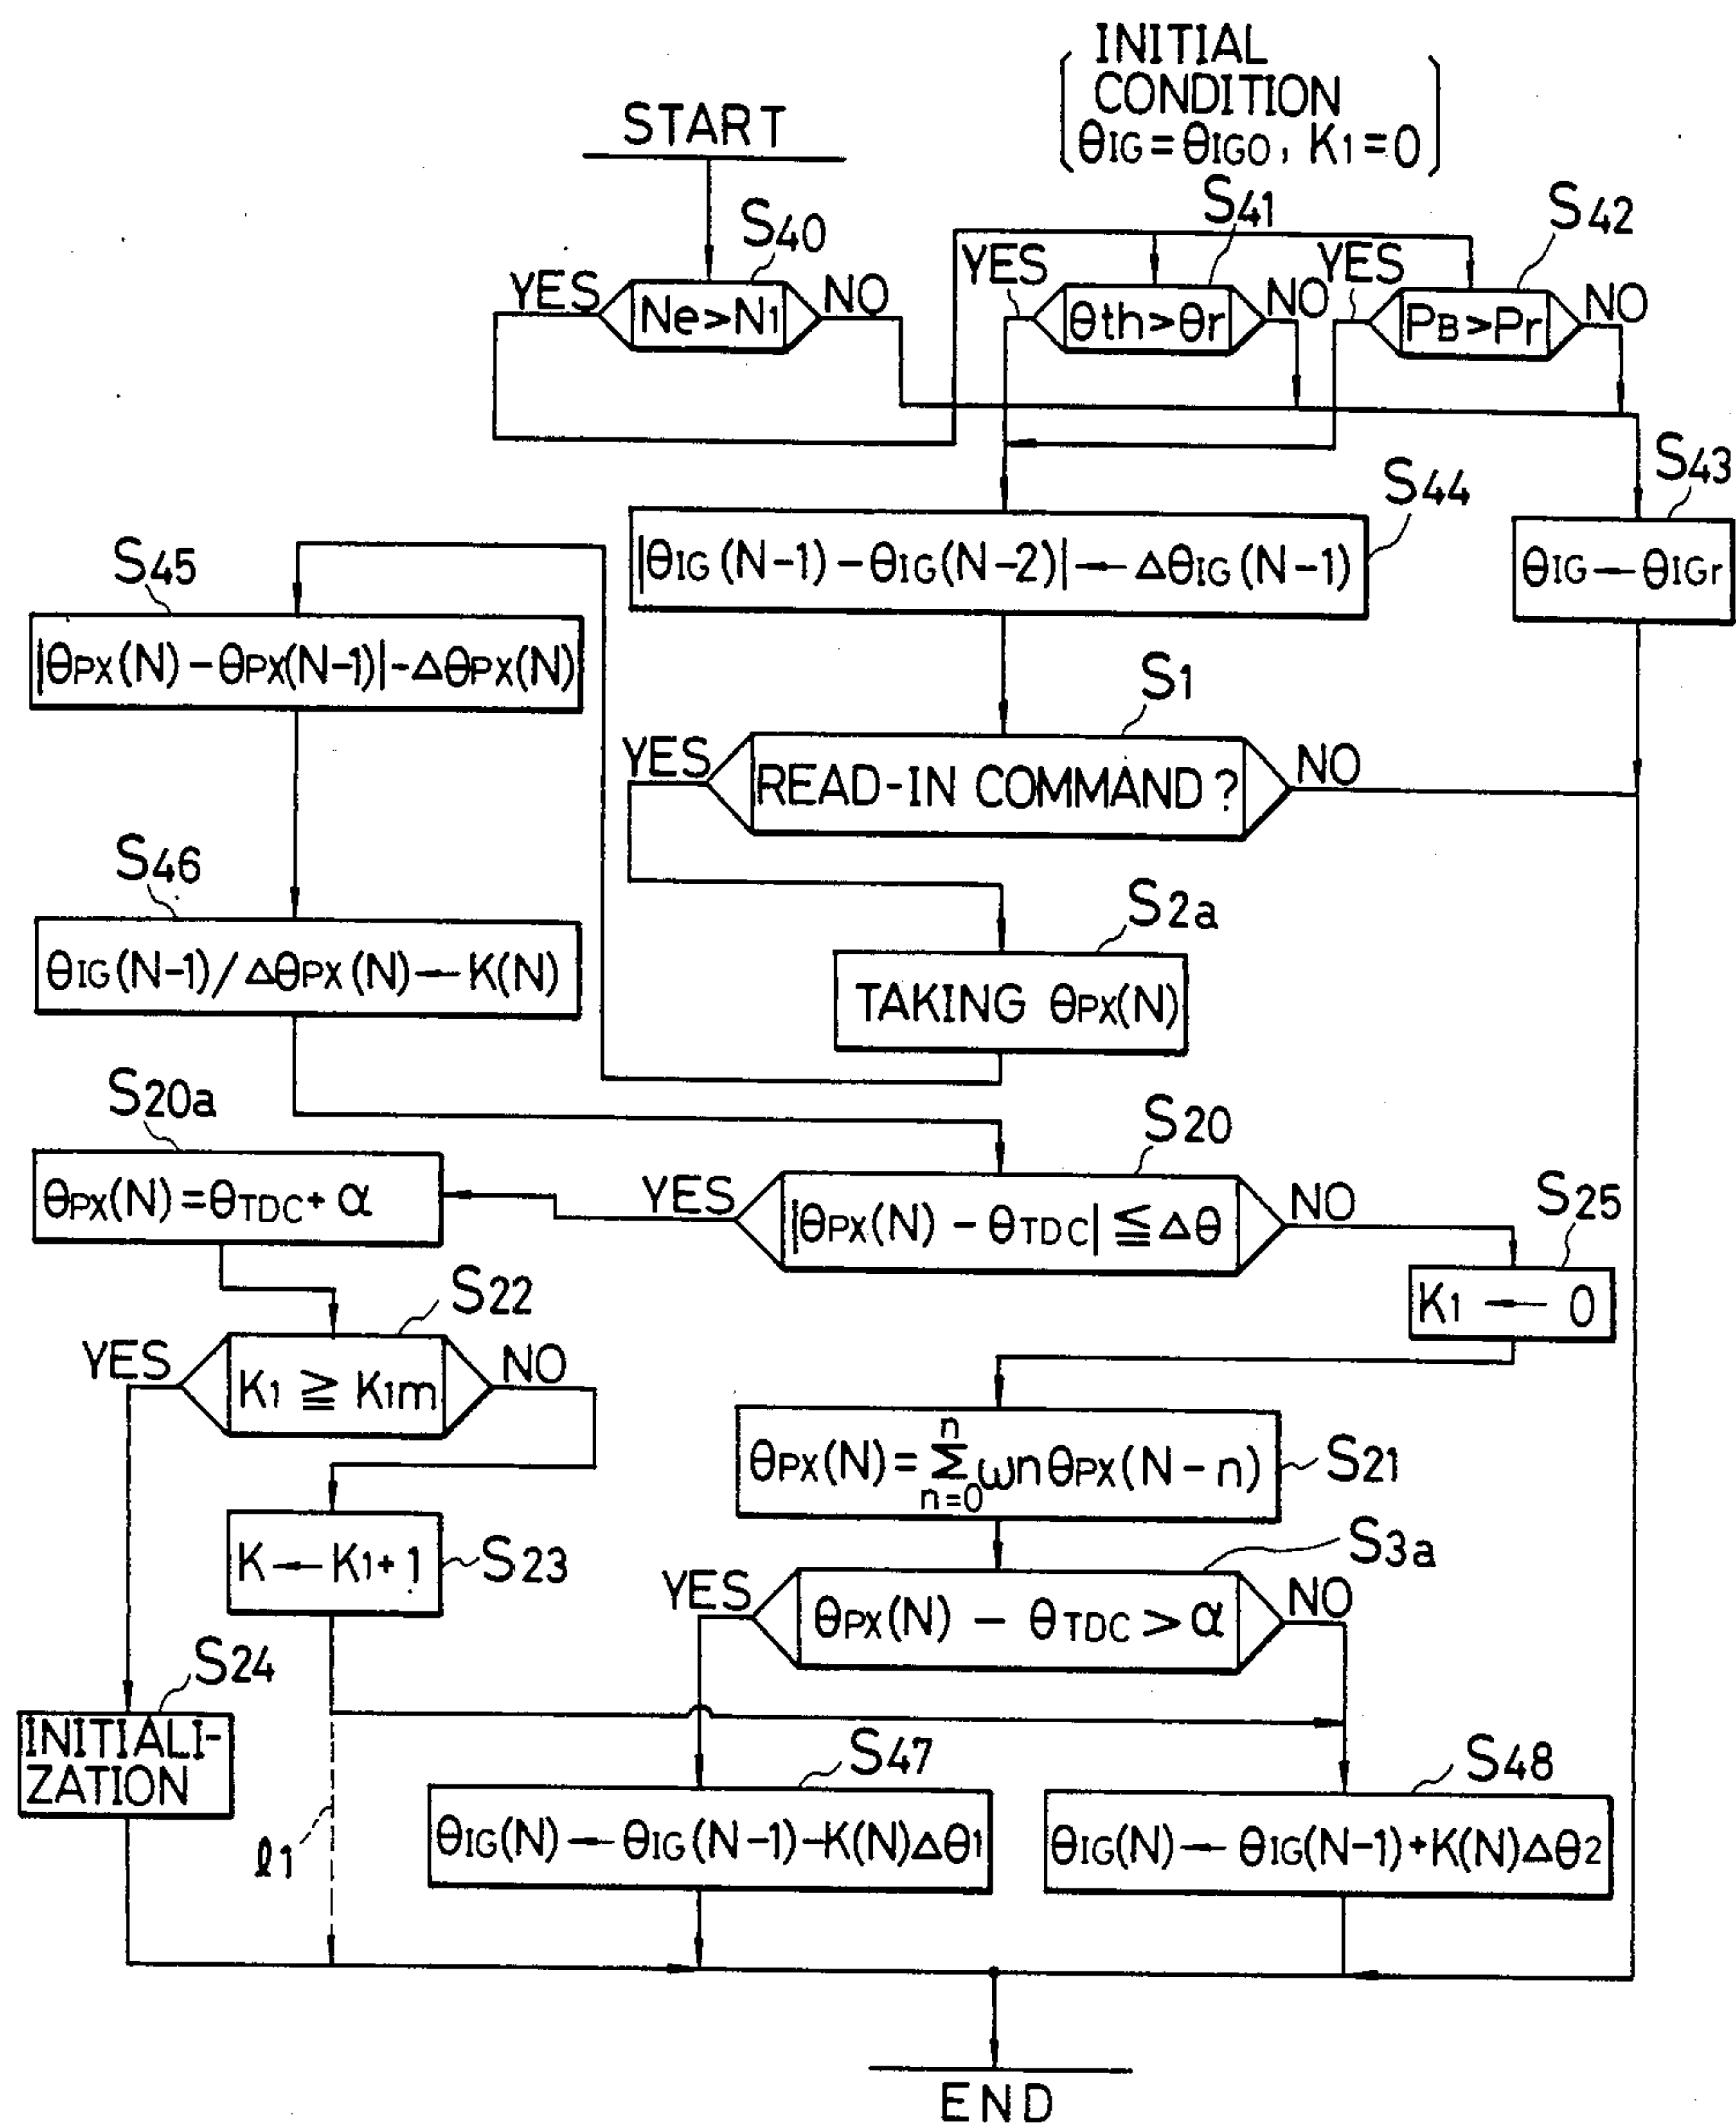 INITIAL
CONDITION
θIG=θIGO, K1=0
START
S40
S41
S42
YES
Ne>N1
NO
YES
θth>θr
NO
YES
PB>Pr
NO
S43
S44
θIG←θIGr
|θIG(N-1)-θIG(N-2)|←ΔθIG(N-1)
S45
|θPX(N)-θPX(N-1)|-ΔθPX(N)
S1
YES
READ-IN COMMAND?
NO
S46
θIG(N-1)/ΔθPX(N)←K(N)
S2a
TAKING θPX(N)
S20a
θPX(N)=θTDC+α
S20
YES
|θPX(N)-θTDC|≦Δθ
NO
S25
K1 ← 0
S22
YES
K1 ≧ K1m
NO
θPX(N)=Σ n n=0 ωnθPX(N-n)
S21
K←K1+1
S23
S3a
YES
θPX(N) - θTDC > α
NO
S24
INITIALI-
ZATION
ℓ1
S47
θIG(N)←θIG(N-1)-K(N)Δθ1
S48
θIG(N)←θIG(N-1)+K(N)Δθ2
END